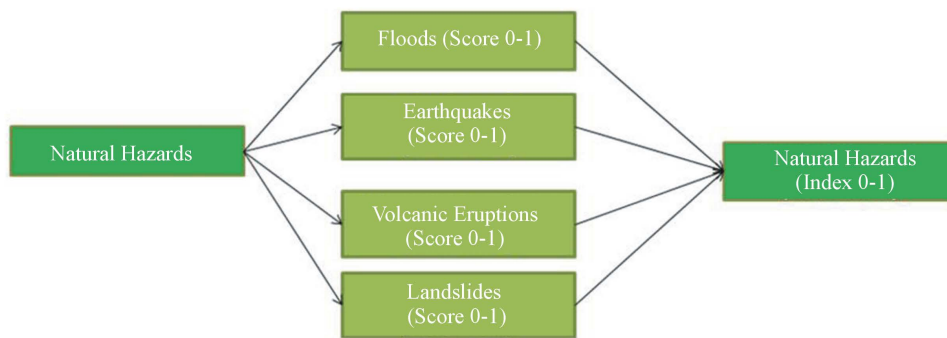 Natural Hazards
Floods (Score 0-1)
Earthquakes
(Score 0-1)
Volcanic Eruptions
(Score 0-1)
Landslides
(Score 0-1)
Natural Hazards
(Index 0-1)